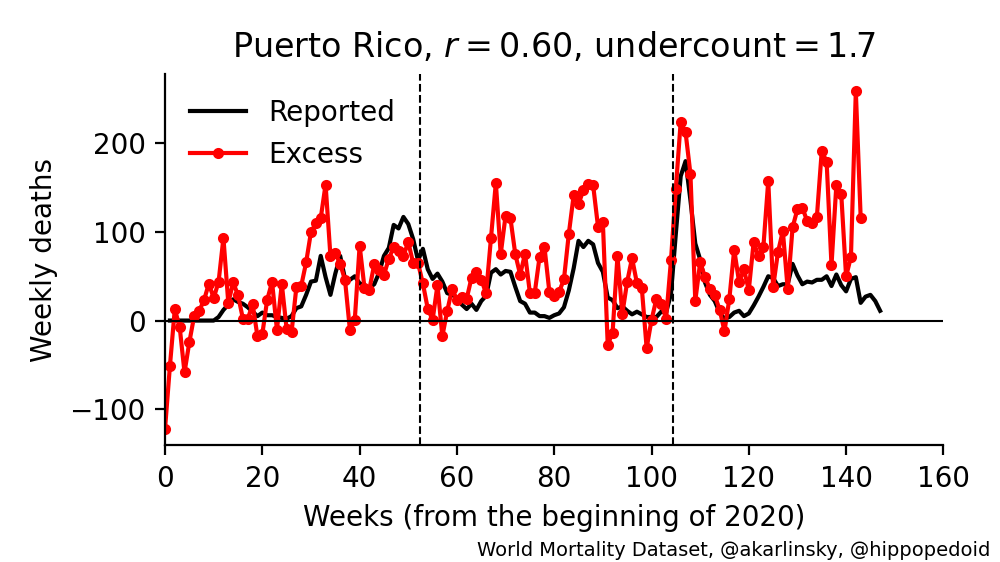 Puerto Rico, r = 0.60, undercount = 1.7
Reported
Excess
Weekly deaths
200
100
0
−100
0 20 40 60 80 100 120 140 160
Weeks (from the beginning of 2020)
World Mortality Dataset, @akarlinsky, @hippopedoid